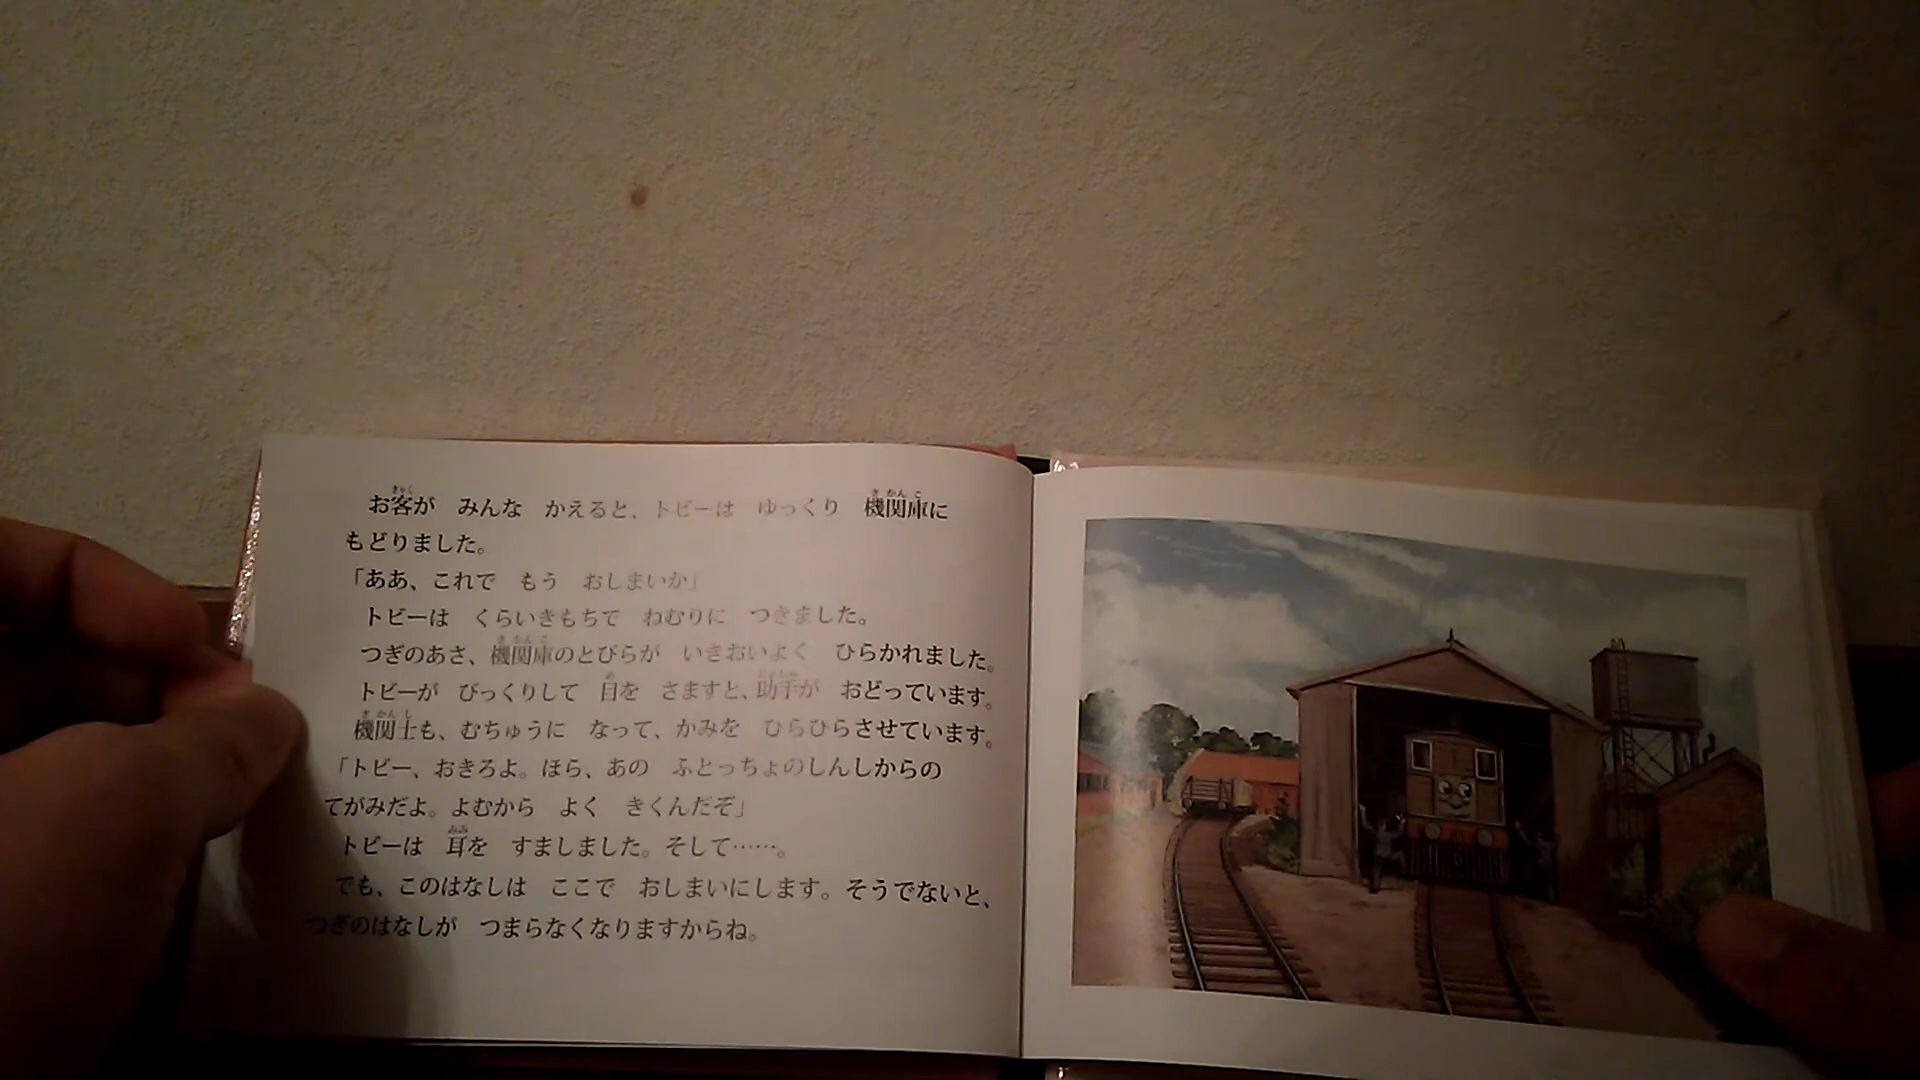 お客が　みんな　かえると、トビーは　ゆっくり　機関庫に
もどりました。
「ああ、これで　もう　おしまいか」
トビーは　くらいきもちで　ねむりに　つきました。
つぎのあさ、機関庫のとびらが　いきおいよく　ひらかれました。
トビーが　びっくりして　目を　さますと、助手が　おどっています。
機関士も、むちゅうに　なって、かみを　ひらひらさせています。
「トビー、おきろよ。ほら、あの　ふとっちょのしんしからの
てがみだよ。よむから　よく　きくんだぞ」
トビーは　耳を　すましました。そして……。
でも、このはなしは　ここで　おしまいにします。そうでないと、
つぎのはなしが　つまらなくなりますからね。